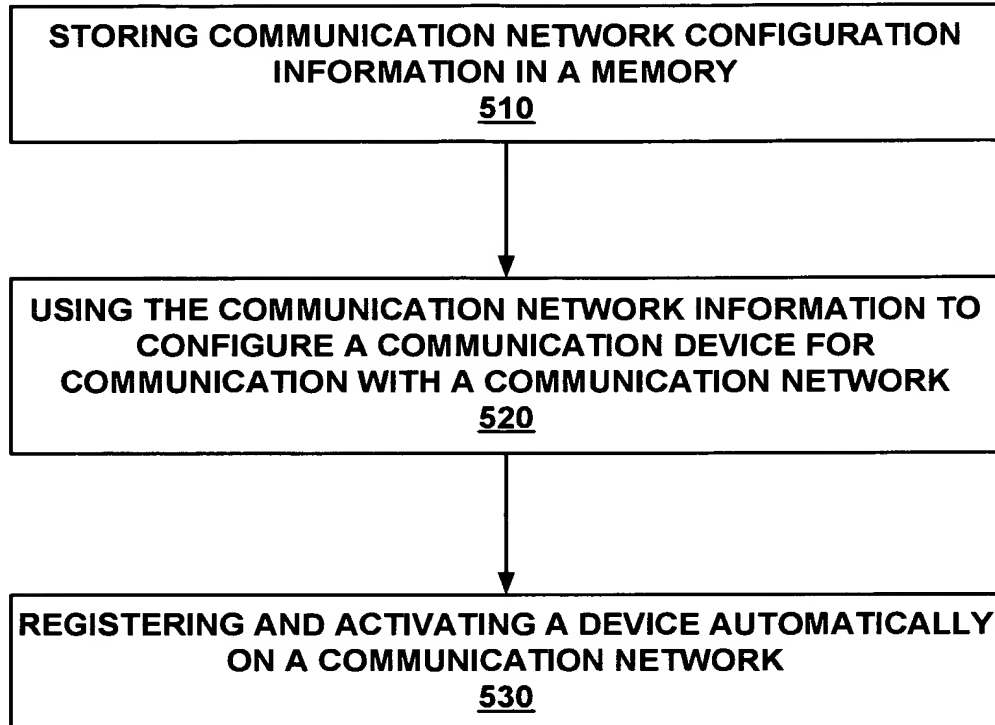 STORING COMMUNICATION NETWORK CONFIGURATION
INFORMATION IN A MEMORY
510
USING THE COMMUNICATION NETWORK INFORMATION TO
CONFIGURE A COMMUNICATION DEVICE FOR
COMMUNICATION WITH A COMMUNICATION NETWORK
520
REGISTERING AND ACTIVATING A DEVICE AUTOMATICALLY
ON A COMMUNICATION NETWORK
530